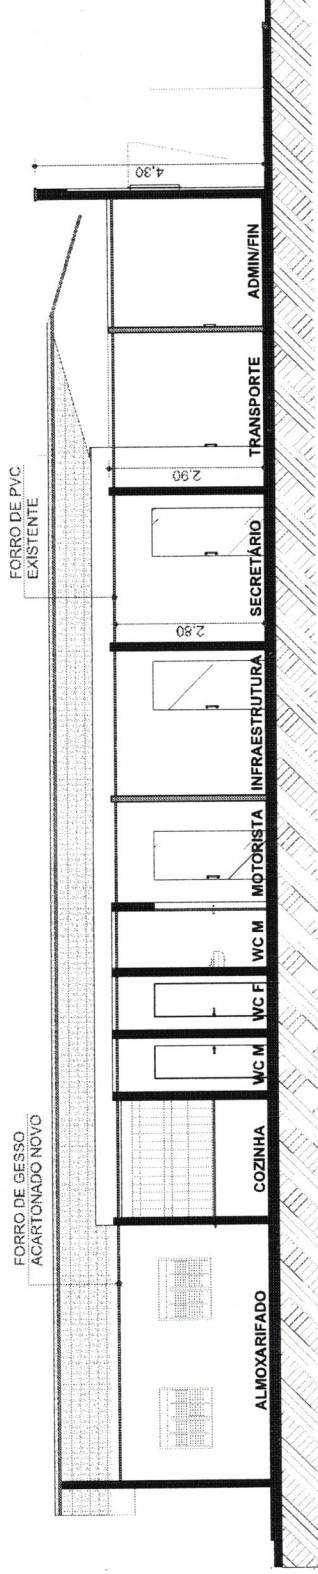 FORRO DE GESSO
ACARTONADO NOVO
FORRO DE PVC
EXISTENTE
2.80
2.90
4.30
ALMOXARIFADO
COZINHA
WC M
WC F
WC M
MOTORISTA
INFRAESTRUTURA
SECRETÁRIO
TRANSPORTE
ADMIN/FIN